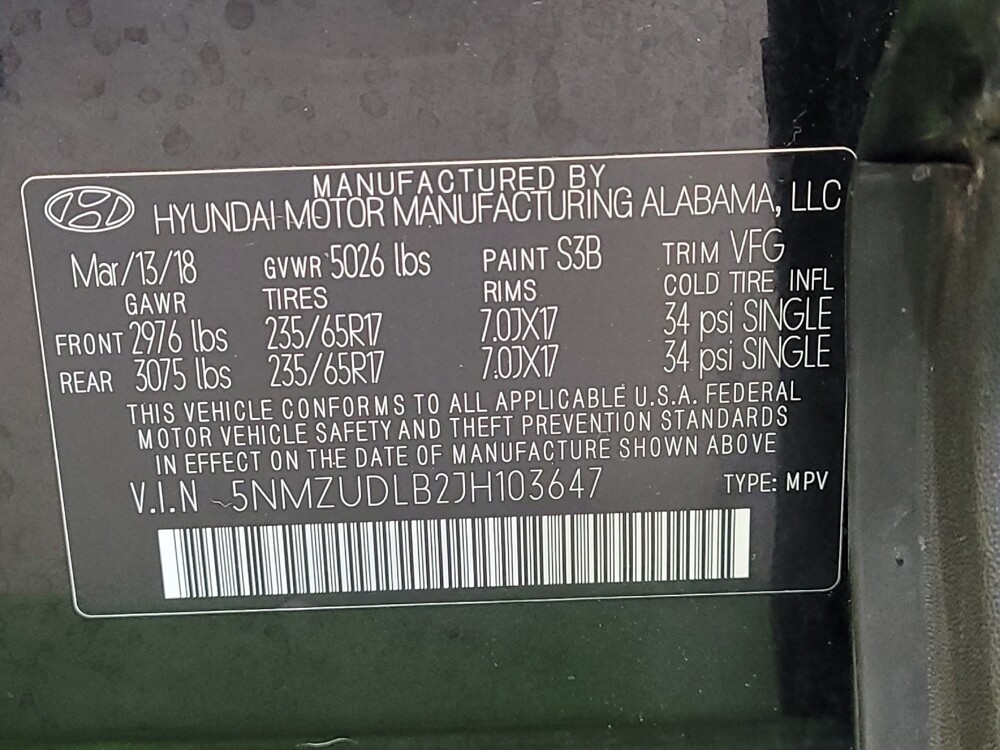 MANUFACTURED BY
HYUNDAI MOTOR MANUFACTURING ALABAMA, LLC
Mar/13/18 GVWR 5026 lbs PAINT S3B TRIM VFG
GAWR TIRES RIMS COLD TIRE INFL
FRONT 2976 lbs 235/65R17 7.0JX17 34 psi SINGLE
REAR 3075 lbs 235/65R17 7.0JX17 34 psi SINGLE
THIS VEHICLE CONFORMS TO ALL APPLICABLE U.S.A. FEDERAL
MOTOR VEHICLE SAFETY AND THEFT PREVENTION STANDARDS
IN EFFECT ON THE DATE OF MANUFACTURE SHOWN ABOVE
V.I.N 5NMZUDLB2JH103647 TYPE: MPV